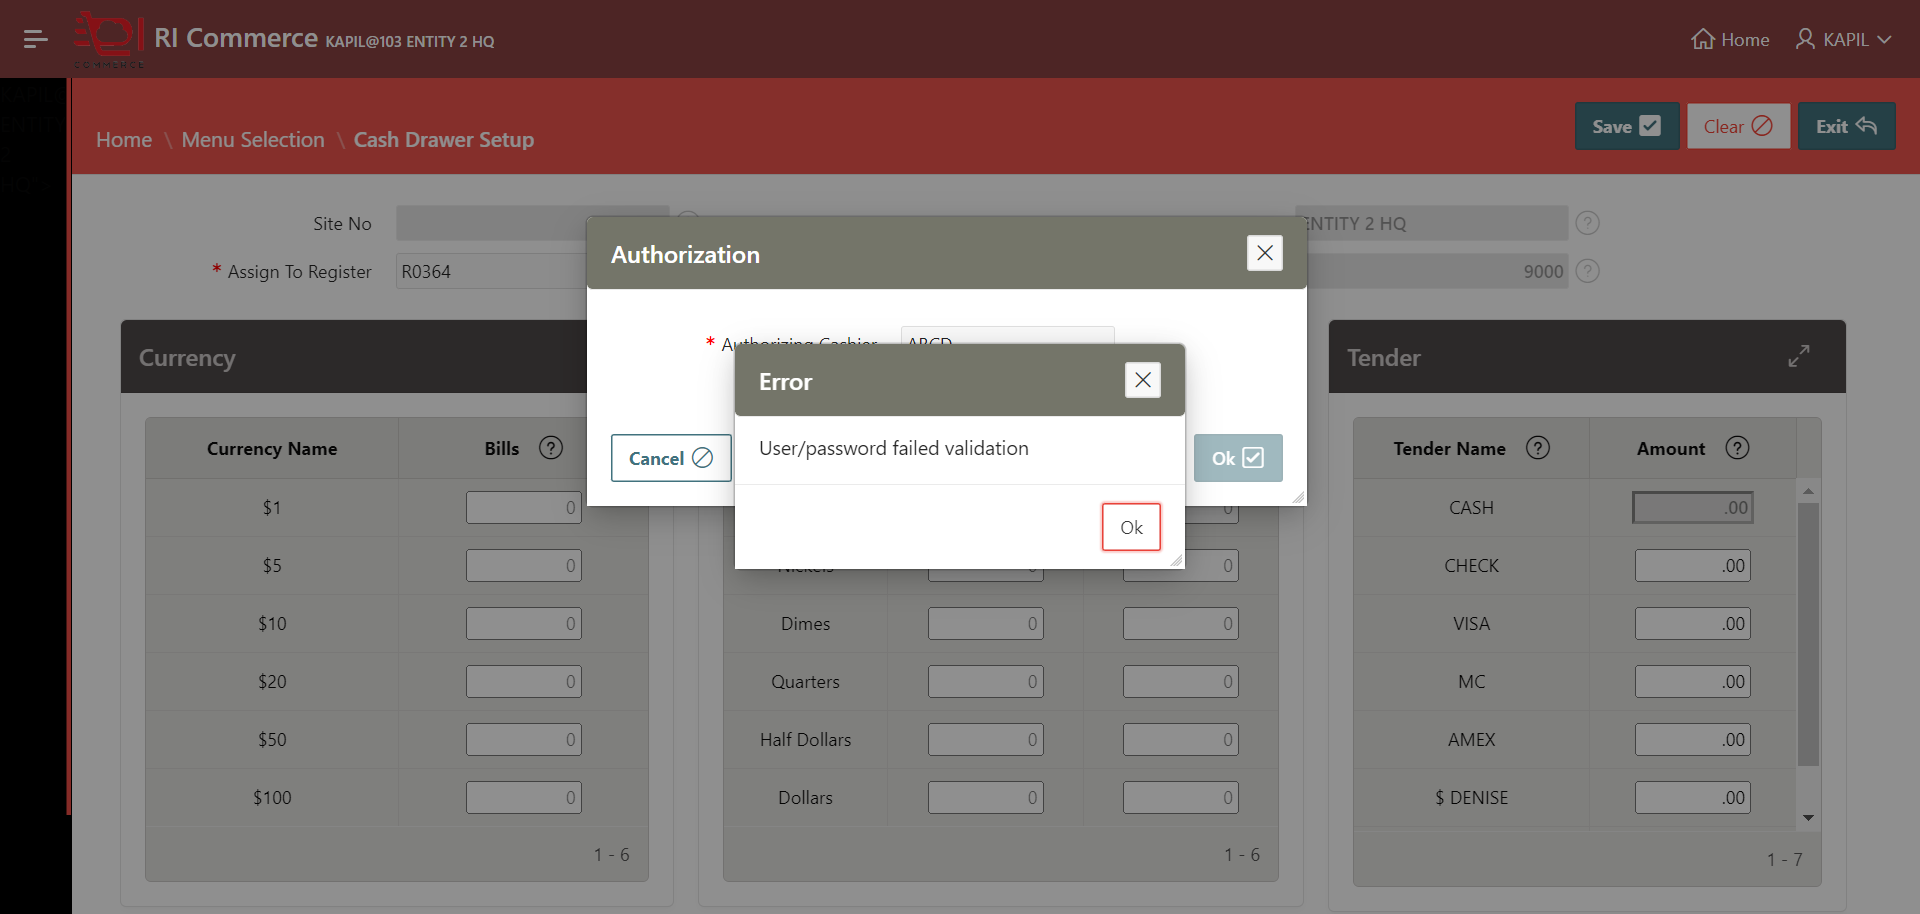 RI Commerce KAPIL@103 ENTITY 2 HQ
COMMERCE
Home
KAPIL
Home \ Menu Selection \ Cash Drawer Setup
Save
Clear
Exit
Site No
ENTITY 2 HQ
* Assign To Register
R0364
9000
Authorization
* Authorizing Cashier
ABCD
Cancel
Ok
Error
User/password failed validation
Ok
Currency
Currency Name
Bills
$1
0
$5
0
$10
0
$20
0
$50
0
$100
0
1 - 6
0
Nickels
0
0
Dimes
0
0
Quarters
0
0
Half Dollars
0
0
Dollars
0
0
1 - 6
Tender
Tender Name
Amount
CASH
.00
CHECK
.00
VISA
.00
MC
.00
AMEX
.00
$ DENISE
.00
1 - 7